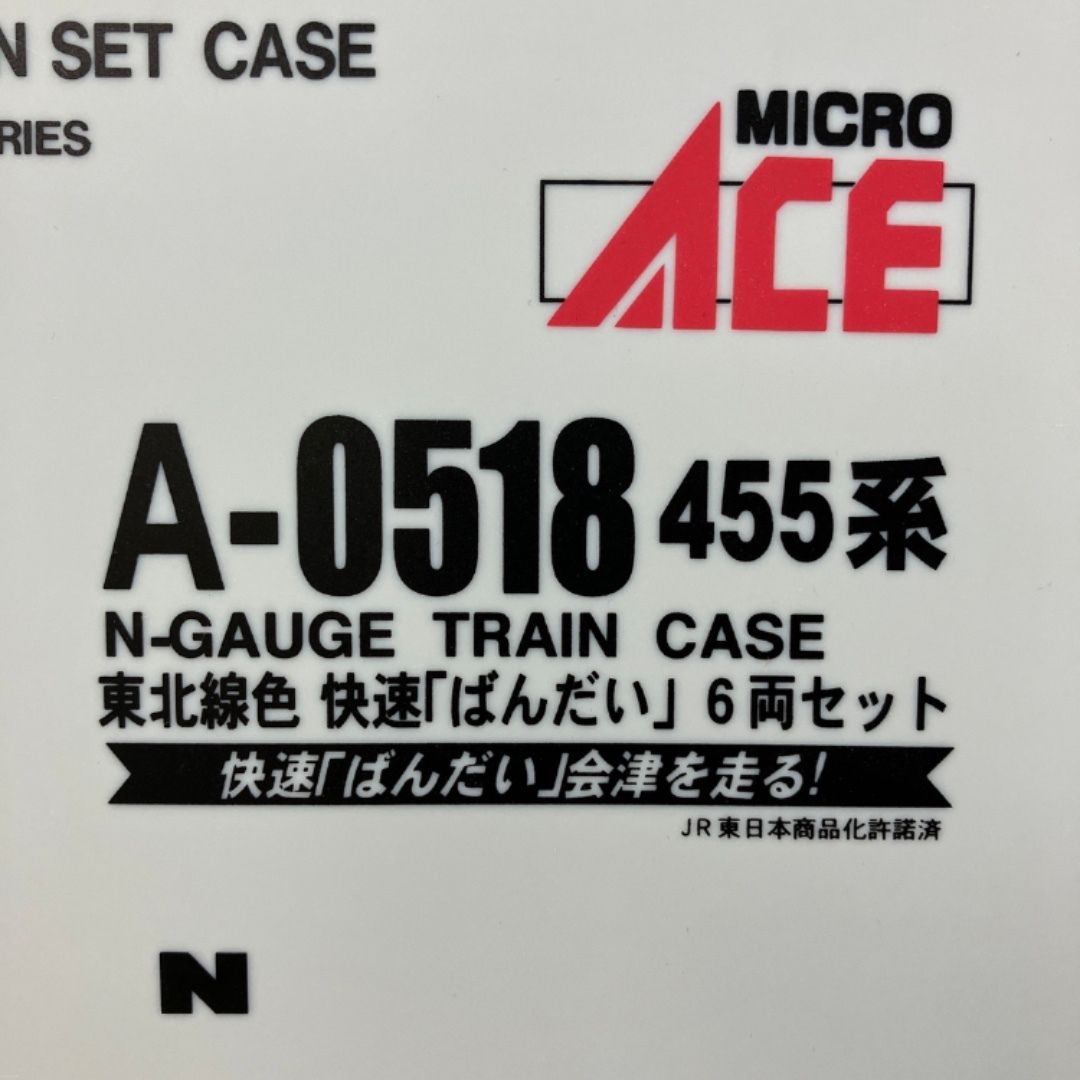 N SET CASE
RIES
MICRO
ACE
A-0518 455系
N-GAUGE TRAIN CASE
東北線色 快速「ばんだい」6両セット
快速「ばんだい」会津を走る!
JR東日本商品化許諾済
N